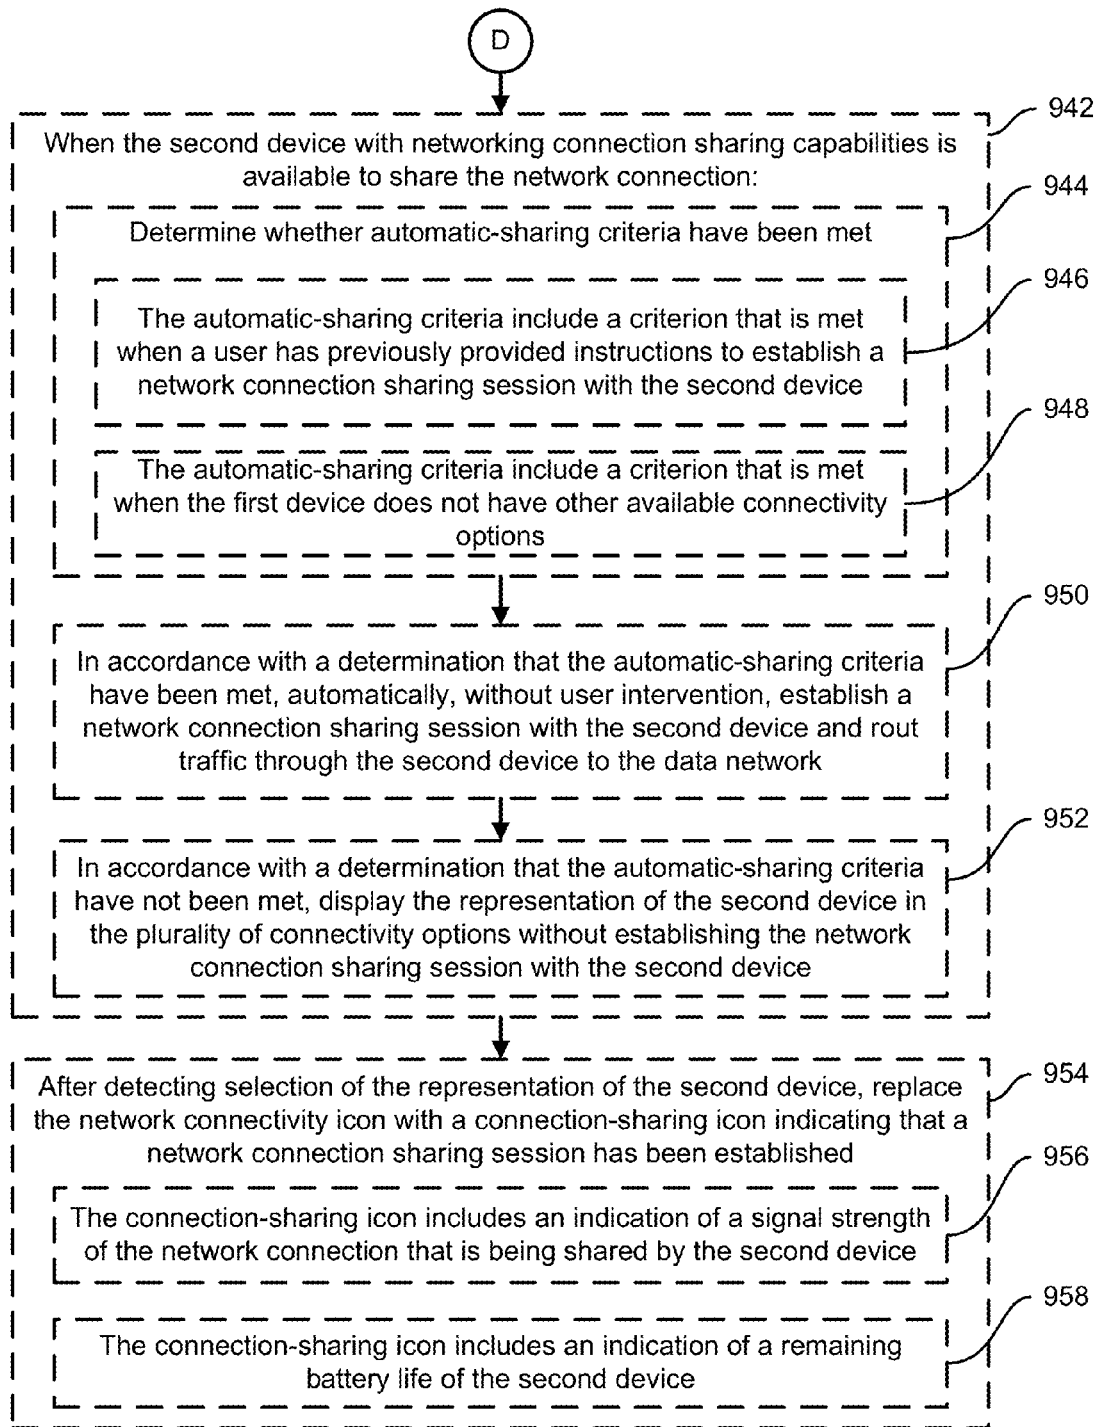 D
942
When the second device with networking connection sharing capabilities is
available to share the network connection:
944
Determine whether automatic-sharing criteria have been met
946
The automatic-sharing criteria include a criterion that is met
when a user has previously provided instructions to establish a
network connection sharing session with the second device
948
The automatic-sharing criteria include a criterion that is met
when the first device does not have other available connectivity
options
950
In accordance with a determination that the automatic-sharing criteria
have been met, automatically, without user intervention, establish a
network connection sharing session with the second device and rout
traffic through the second device to the data network
952
In accordance with a determination that the automatic-sharing criteria
have not been met, display the representation of the second device in
the plurality of connectivity options without establishing the network
connection sharing session with the second device
954
After detecting selection of the representation of the second device, replace
the network connectivity icon with a connection-sharing icon indicating that a
network connection sharing session has been established
956
The connection-sharing icon includes an indication of a signal strength
of the network connection that is being shared by the second device
958
The connection-sharing icon includes an indication of a remaining
battery life of the second device